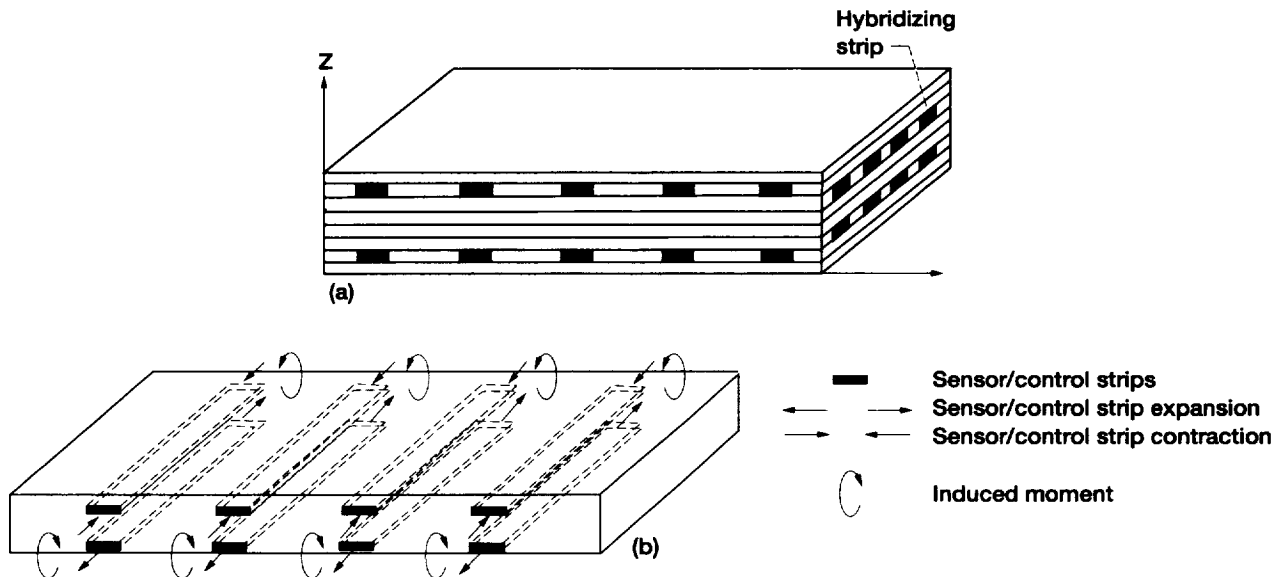 Hybridizing
strip
Z
(a)
Sensor/control strips
Sensor/control strip expansion
Sensor/control strip contraction
Induced moment
(b)